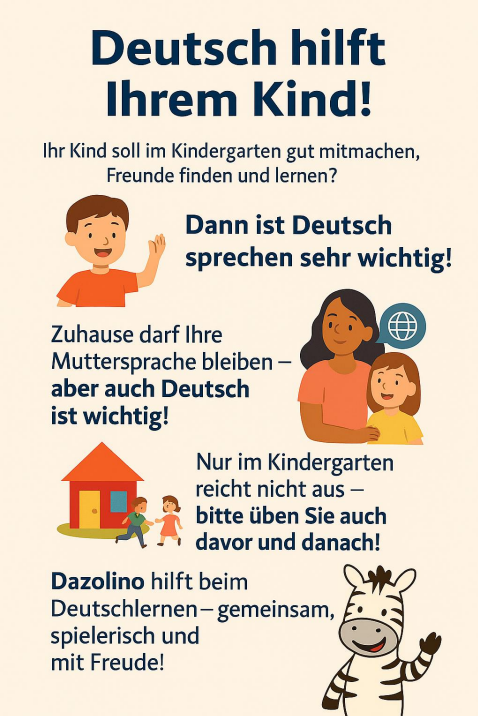 Deutsch hilft
Ihrem Kind!
Ihr Kind soll im Kindergarten gut mitmachen,
Freunde finden und lernen?
Dann ist Deutsch
sprechen sehr wichtig!
Zuhause darf Ihre
Muttersprache bleiben –
aber auch Deutsch
ist wichtig!
Nur im Kindergarten
reicht nicht aus –
bitte üben Sie auch
davor und danach!
Dazolino hilft beim
Deutschlernen – gemeinsam,
spielerisch und
mit Freude!